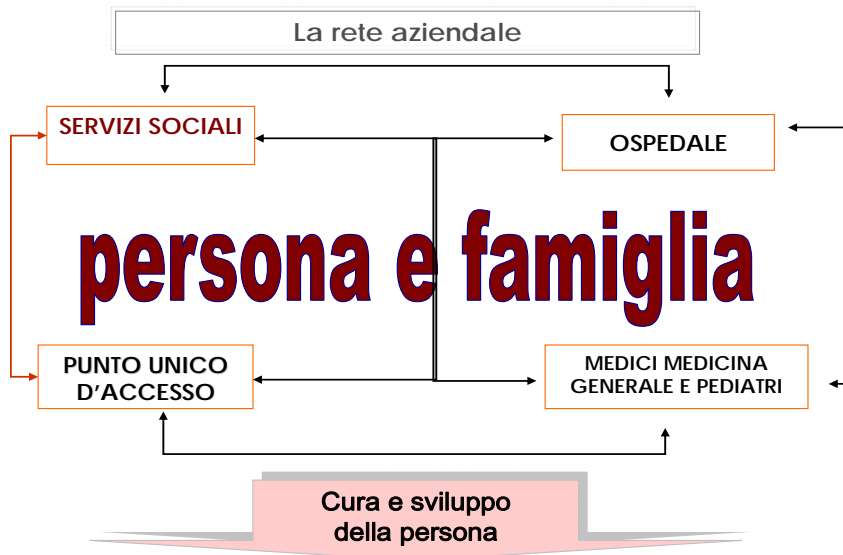 La rete aziendale
SERVIZI SOCIALI
OSPEDALE
persona e famiglia
PUNTO UNICO
D'ACCESSO
MEDICI MEDICINA
GENERALE E PEDIATRI
Cura e sviluppo
della persona